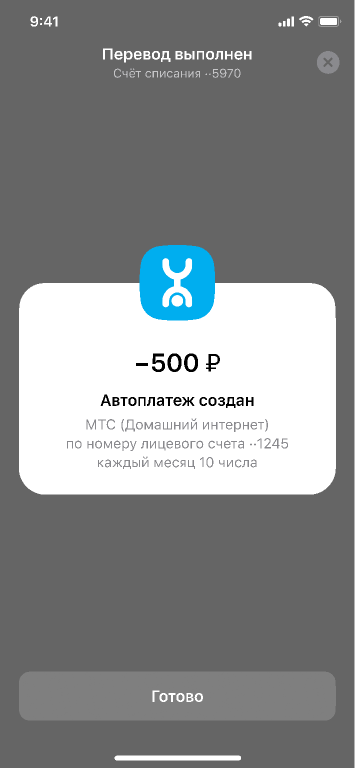 9:41
Перевод выполнен
Счёт списания ··5970
−500 ₽
Автоплатеж создан
МТС (Домашний интернет)
по номеру лицевого счета ··1245
каждый месяц 10 числа
Готово